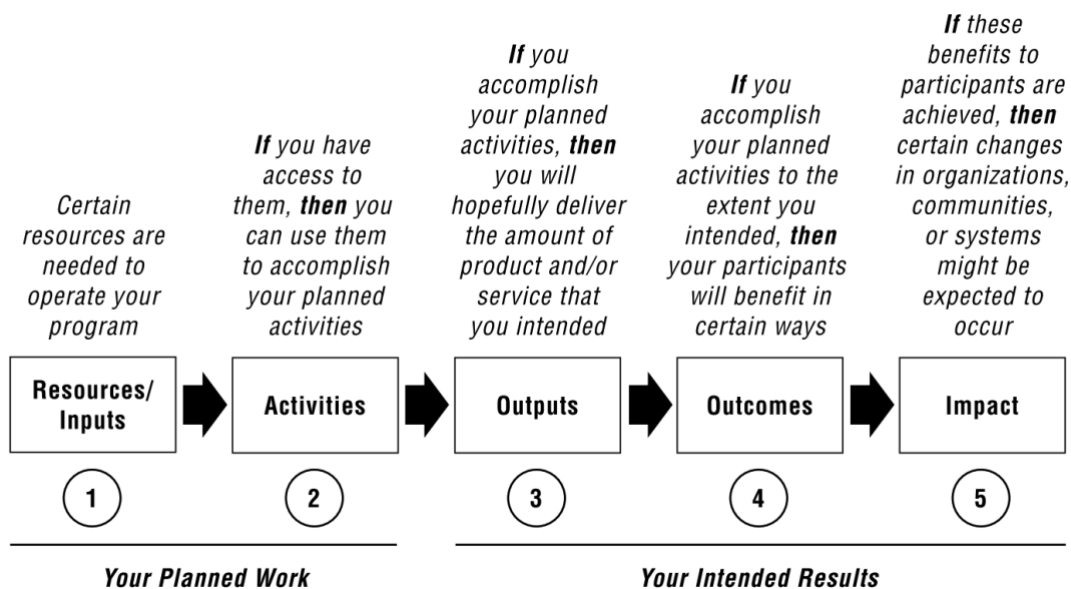 Certain
resources are
needed to
operate your
program
If you have
access to
them, then you
can use them
to accomplish
your planned
activities
If you
accomplish
your planned
activities, then
you will
hopefully deliver
the amount of
product and/or
service that
you intended
If you
accomplish
your planned
activities to the
extent you
intended, then
your participants
will benefit in
certain ways
If these
benefits to
participants are
achieved, then
certain changes
in organizations,
communities,
or systems
might be
expected to
occur
Resources/
Inputs
Activities
Outputs
Outcomes
Impact
1
2
3
4
5
Your Planned Work
Your Intended Results